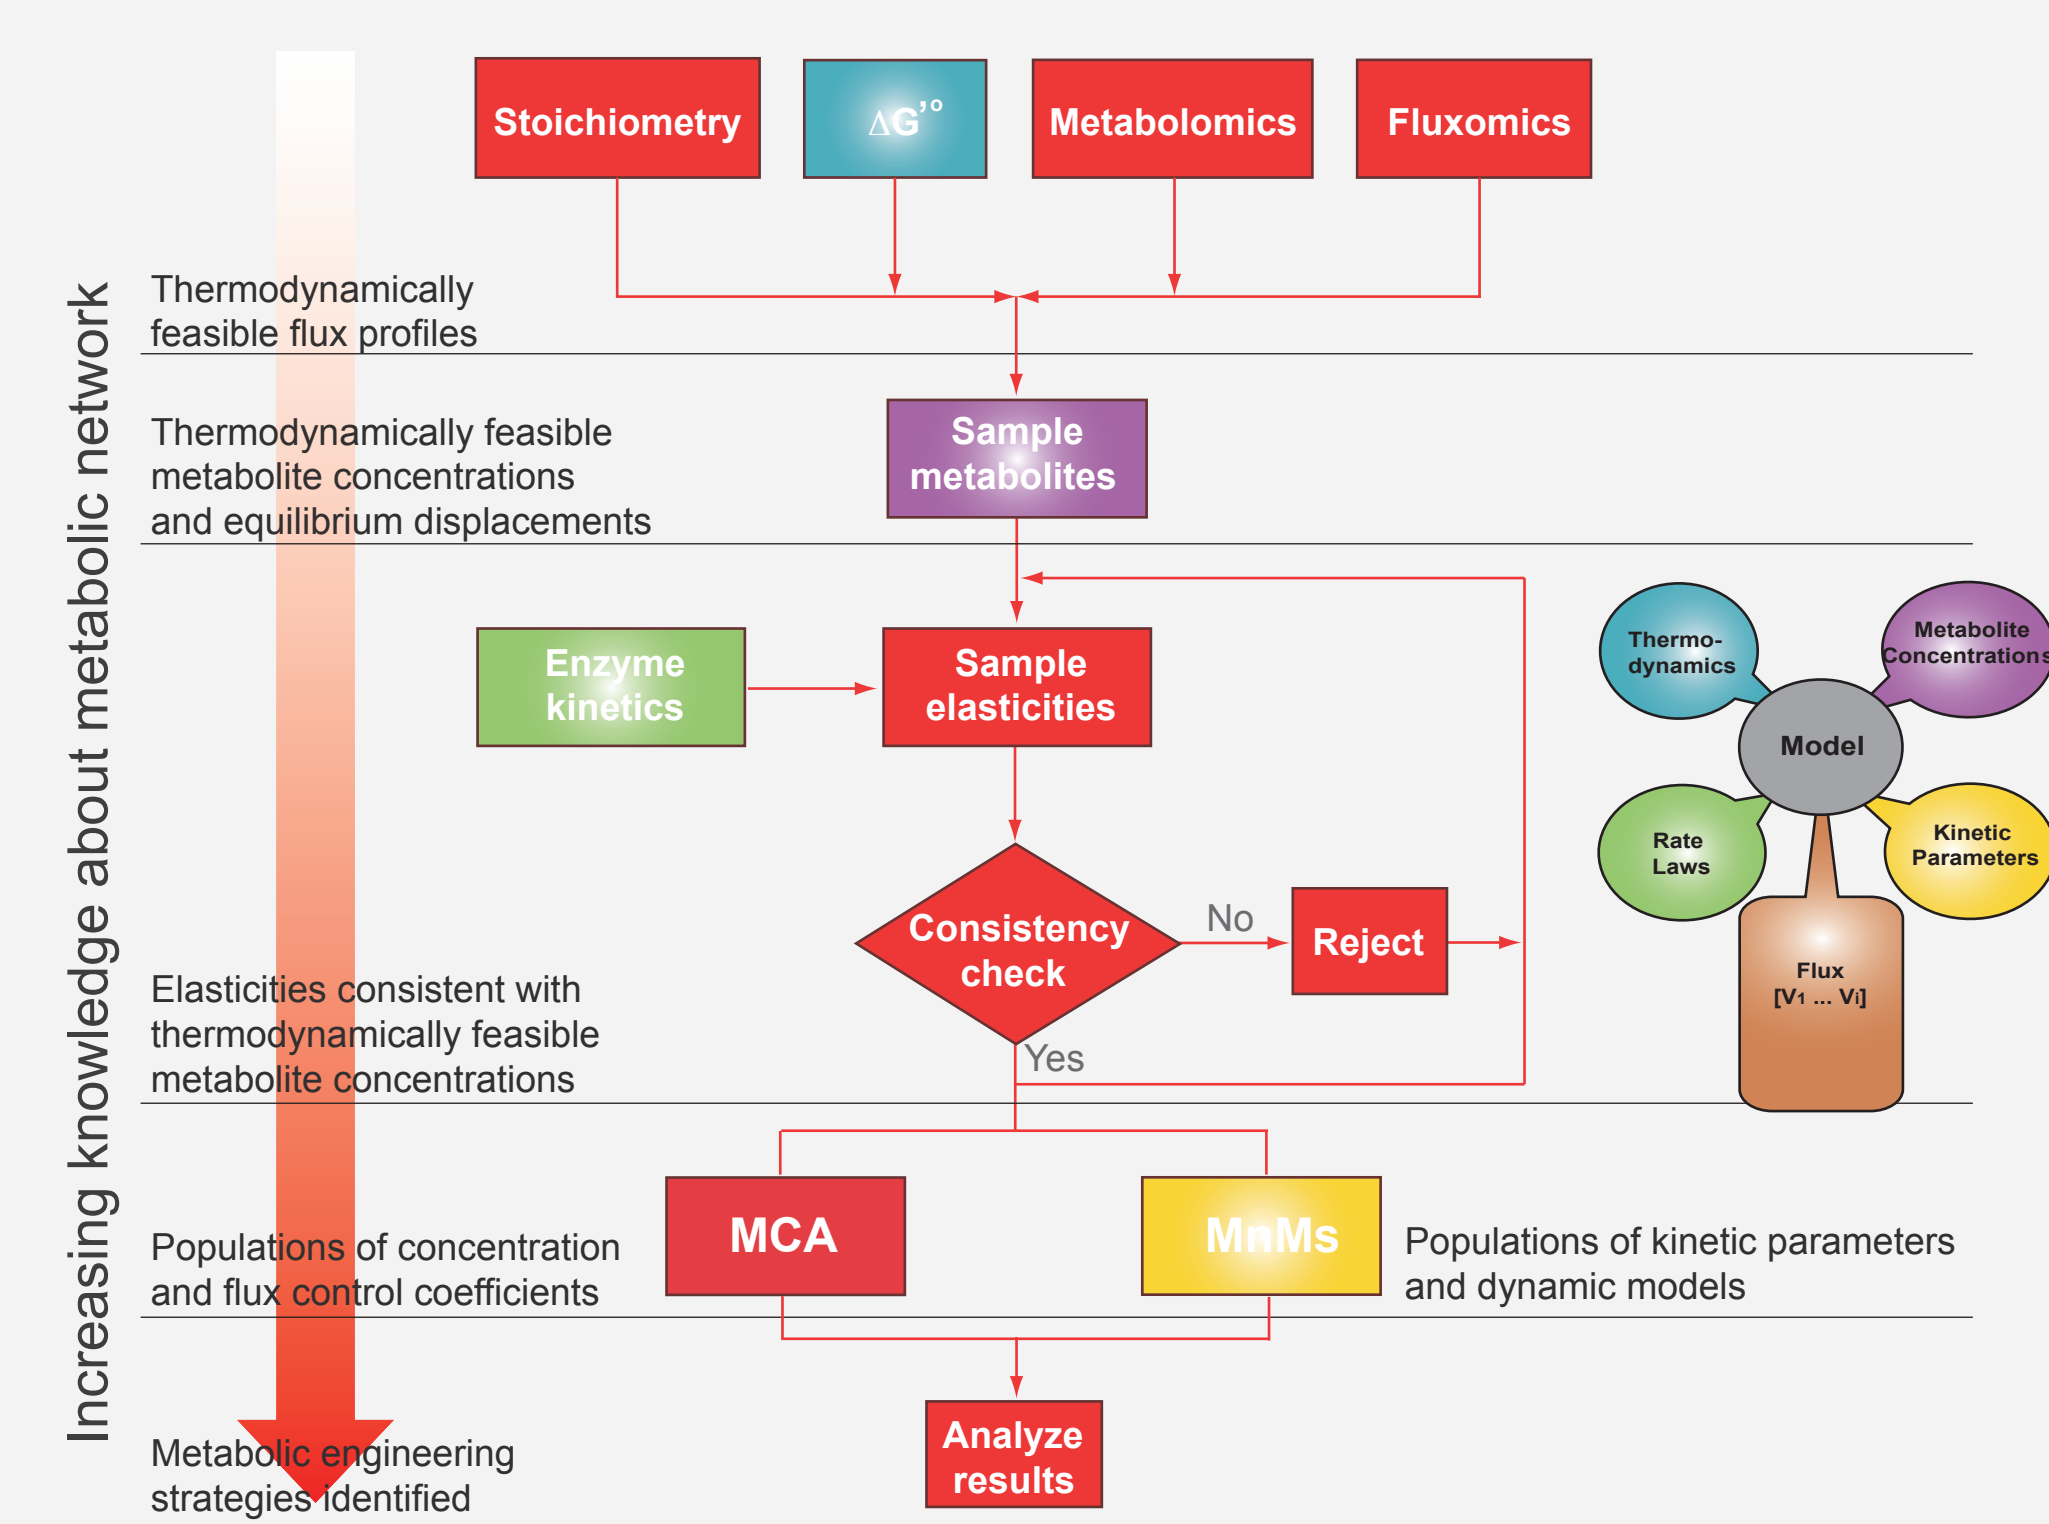 Increasing knowledge about metabolic network
Stoichiometry
ΔG'°
Metabolomics
Fluxomics
Thermodynamically
feasible flux profiles
Thermodynamically feasible
metabolite concentrations
and equilibrium displacements
Sample
metabolites
Enzyme
kinetics
Sample
elasticities
Thermo-
dynamics
Metabolite
Concentrations
Model
Rate
Laws
Kinetic
Parameters
Flux
[V1 ... Vi]
Consistency
check
No
Reject
Yes
Elasticities consistent with
thermodynamically feasible
metabolite concentrations
MCA
MnMs
Populations of concentration
and flux control coefficients
Populations of kinetic parameters
and dynamic models
Analyze
results
Metabolic engineering
strategies identified